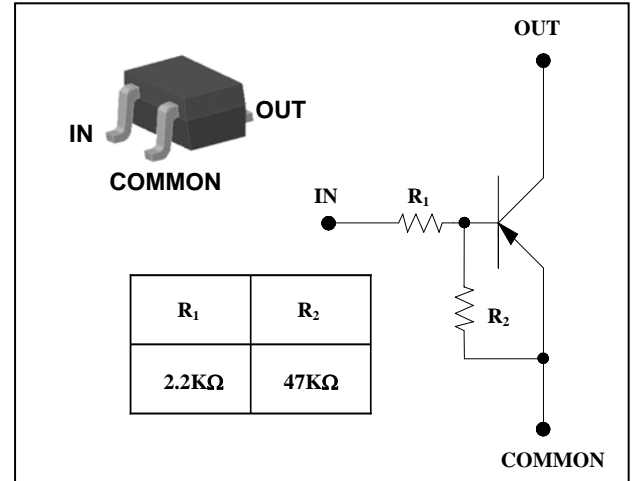 OUT
OUT
IN
COMMON
IN
R₁
R₁ R₂
2.2KΩ 47KΩ
R₂
COMMON